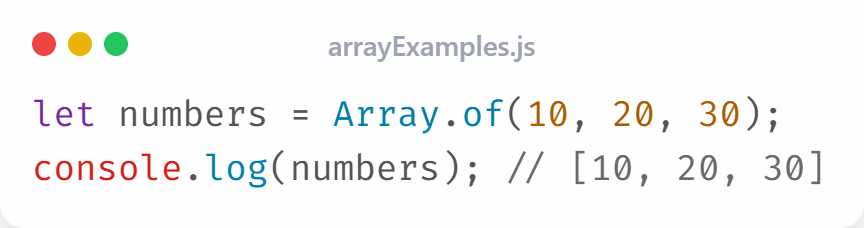 arrayExamples.js
let numbers = Array.of(10, 20, 30);
console.log(numbers); // [10, 20, 30]